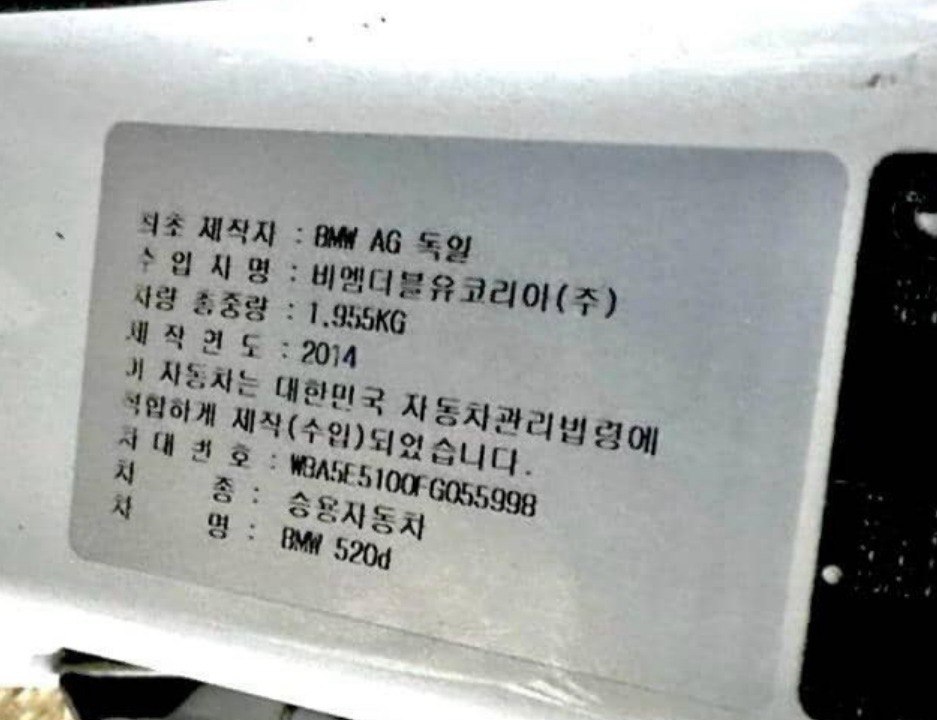 최초 제작자 : BMW AG 독일
수 입 자 명 : 비엠더블유코리아(주)
차량 총중량 : 1,955KG
제 작 연 도 : 2014
이 자동차는 대한민국 자동차관리법령에
적합하게 제작(수입)되었습니다.
차 대 번 호 : WBA5E5100FG055998
차 종 : 승용자동차
차 명 : BMW 520d